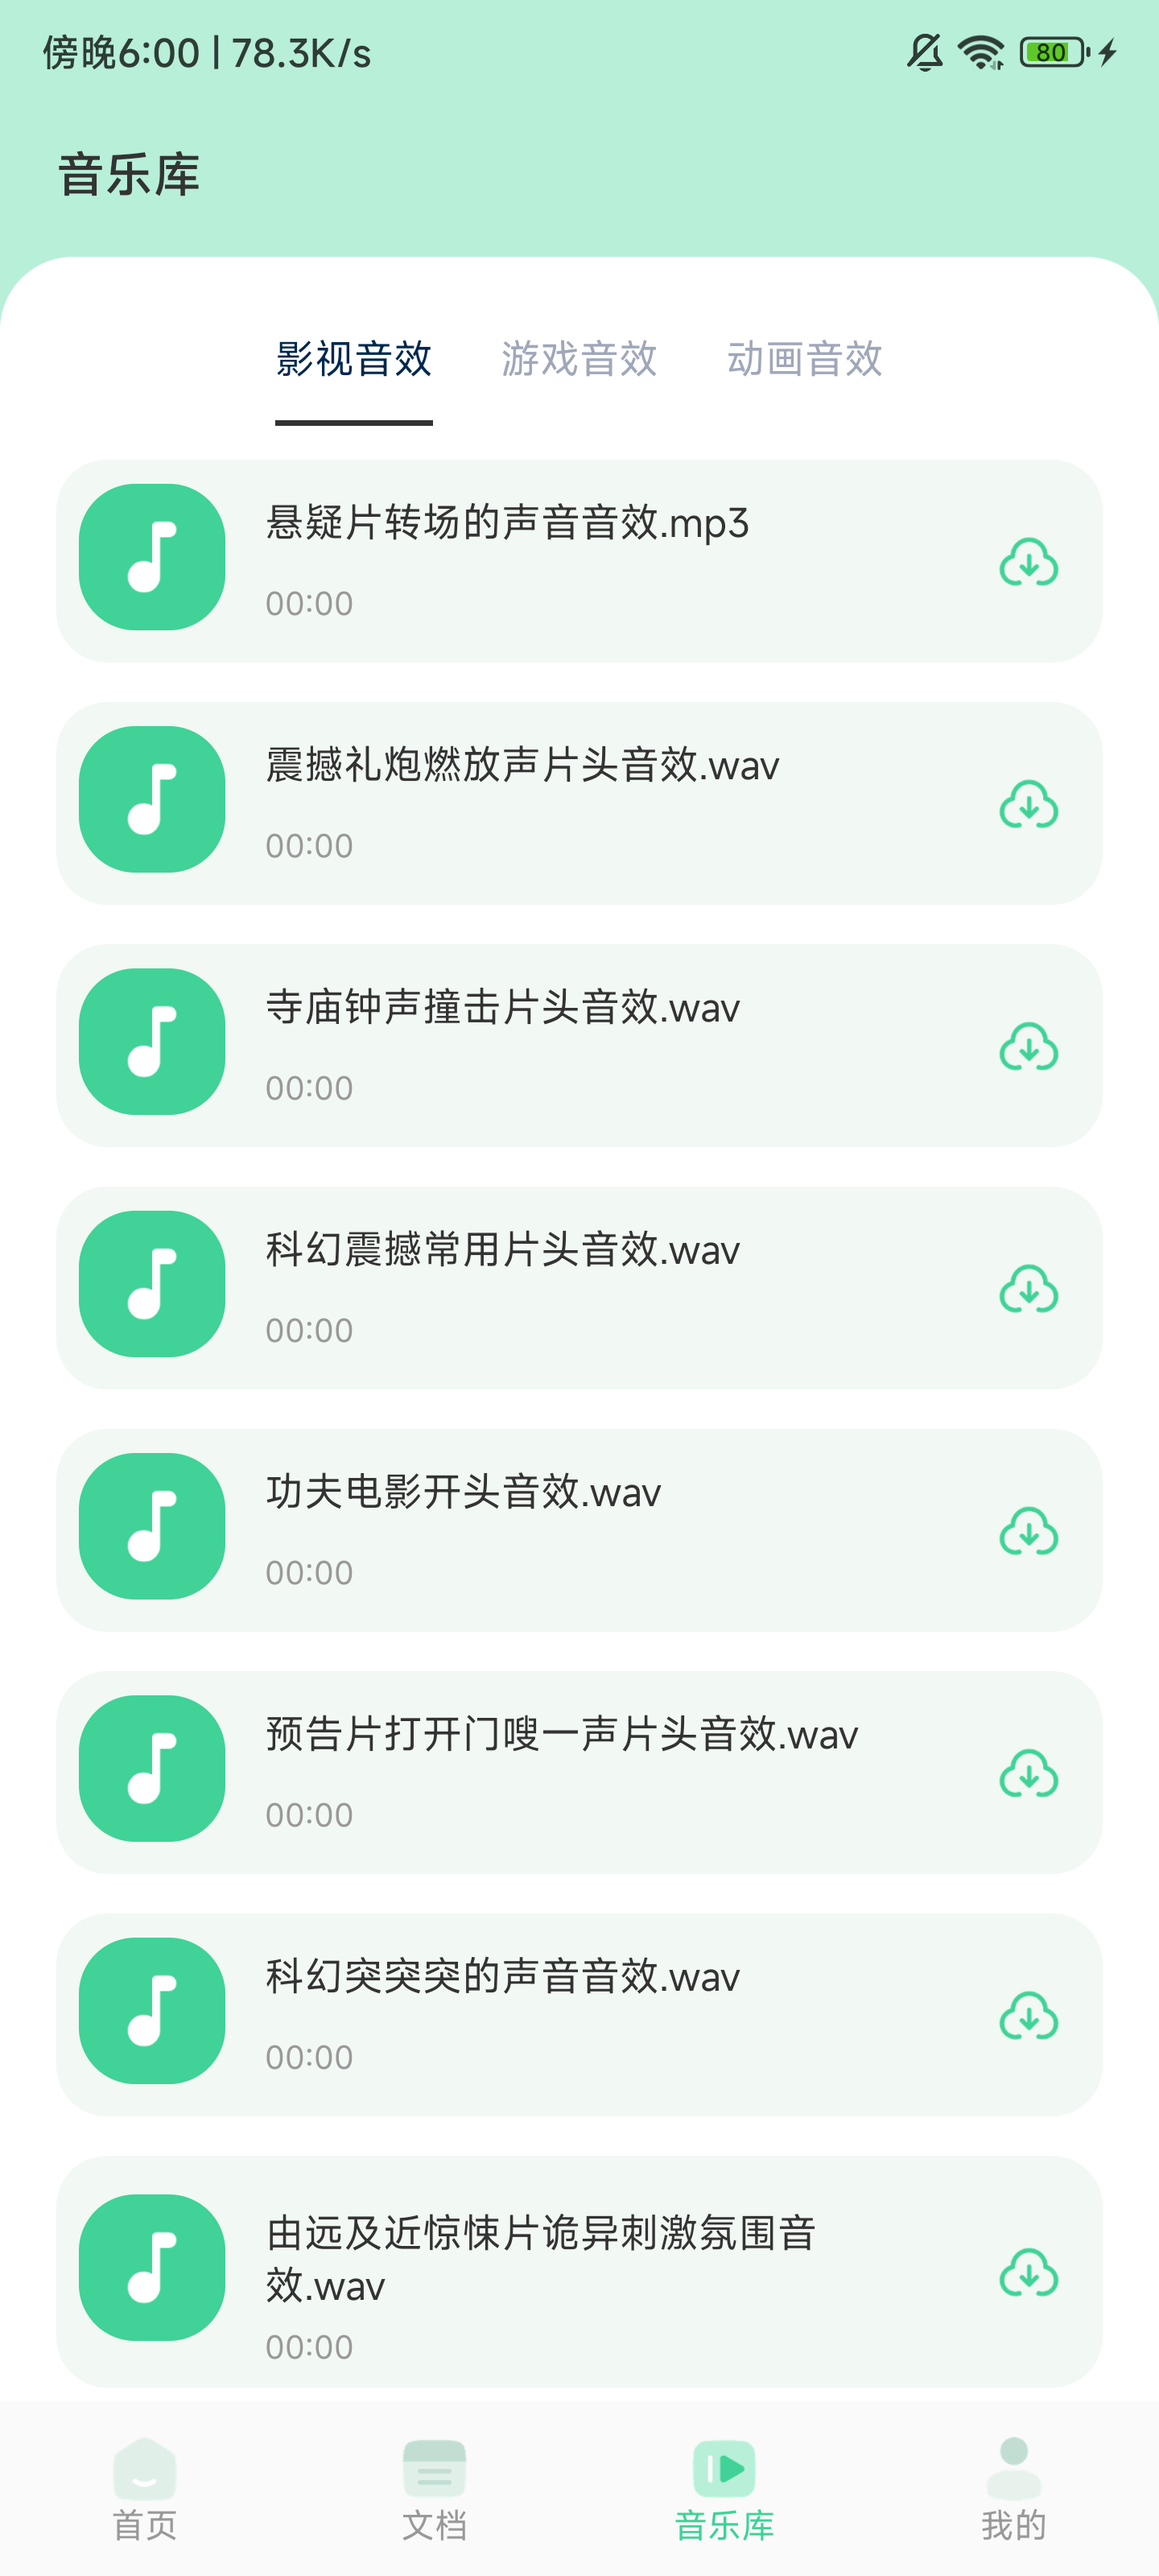 傍晚6:00 | 78.3K/s
80
音乐库
影视音效 游戏音效 动画音效
悬疑片转场的声音音效.mp3
00:00
震撼礼炮燃放声片头音效.wav
00:00
寺庙钟声撞击片头音效.wav
00:00
科幻震撼常用片头音效.wav
00:00
功夫电影开头音效.wav
00:00
预告片打开门嗖一声片头音效.wav
00:00
科幻突突突的声音音效.wav
00:00
由远及近惊悚片诡异刺激氛围音
效.wav
00:00
首页 文档 音乐库 我的